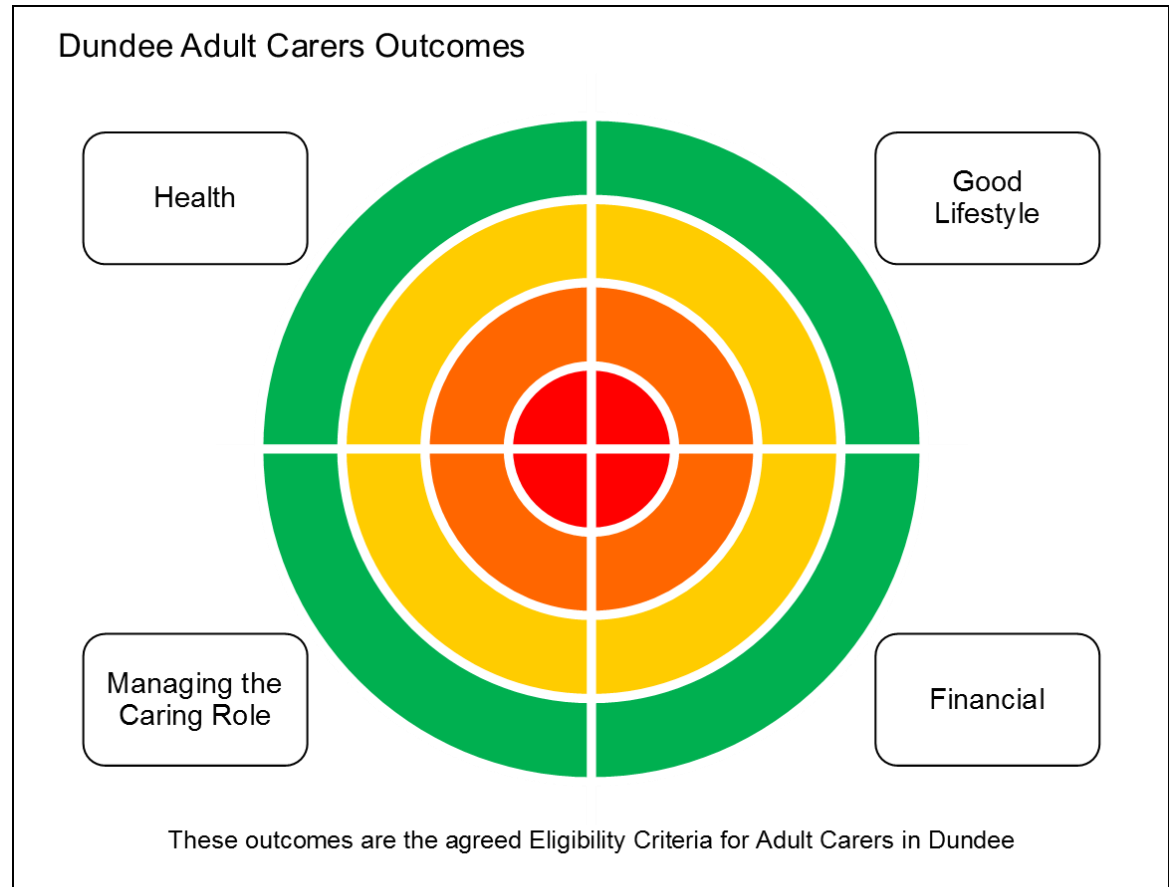 Dundee Adult Carers Outcomes
Health
Good
Lifestyle
Managing the
Caring Role
Financial
These outcomes are the agreed Eligibility Criteria for Adult Carers in Dundee